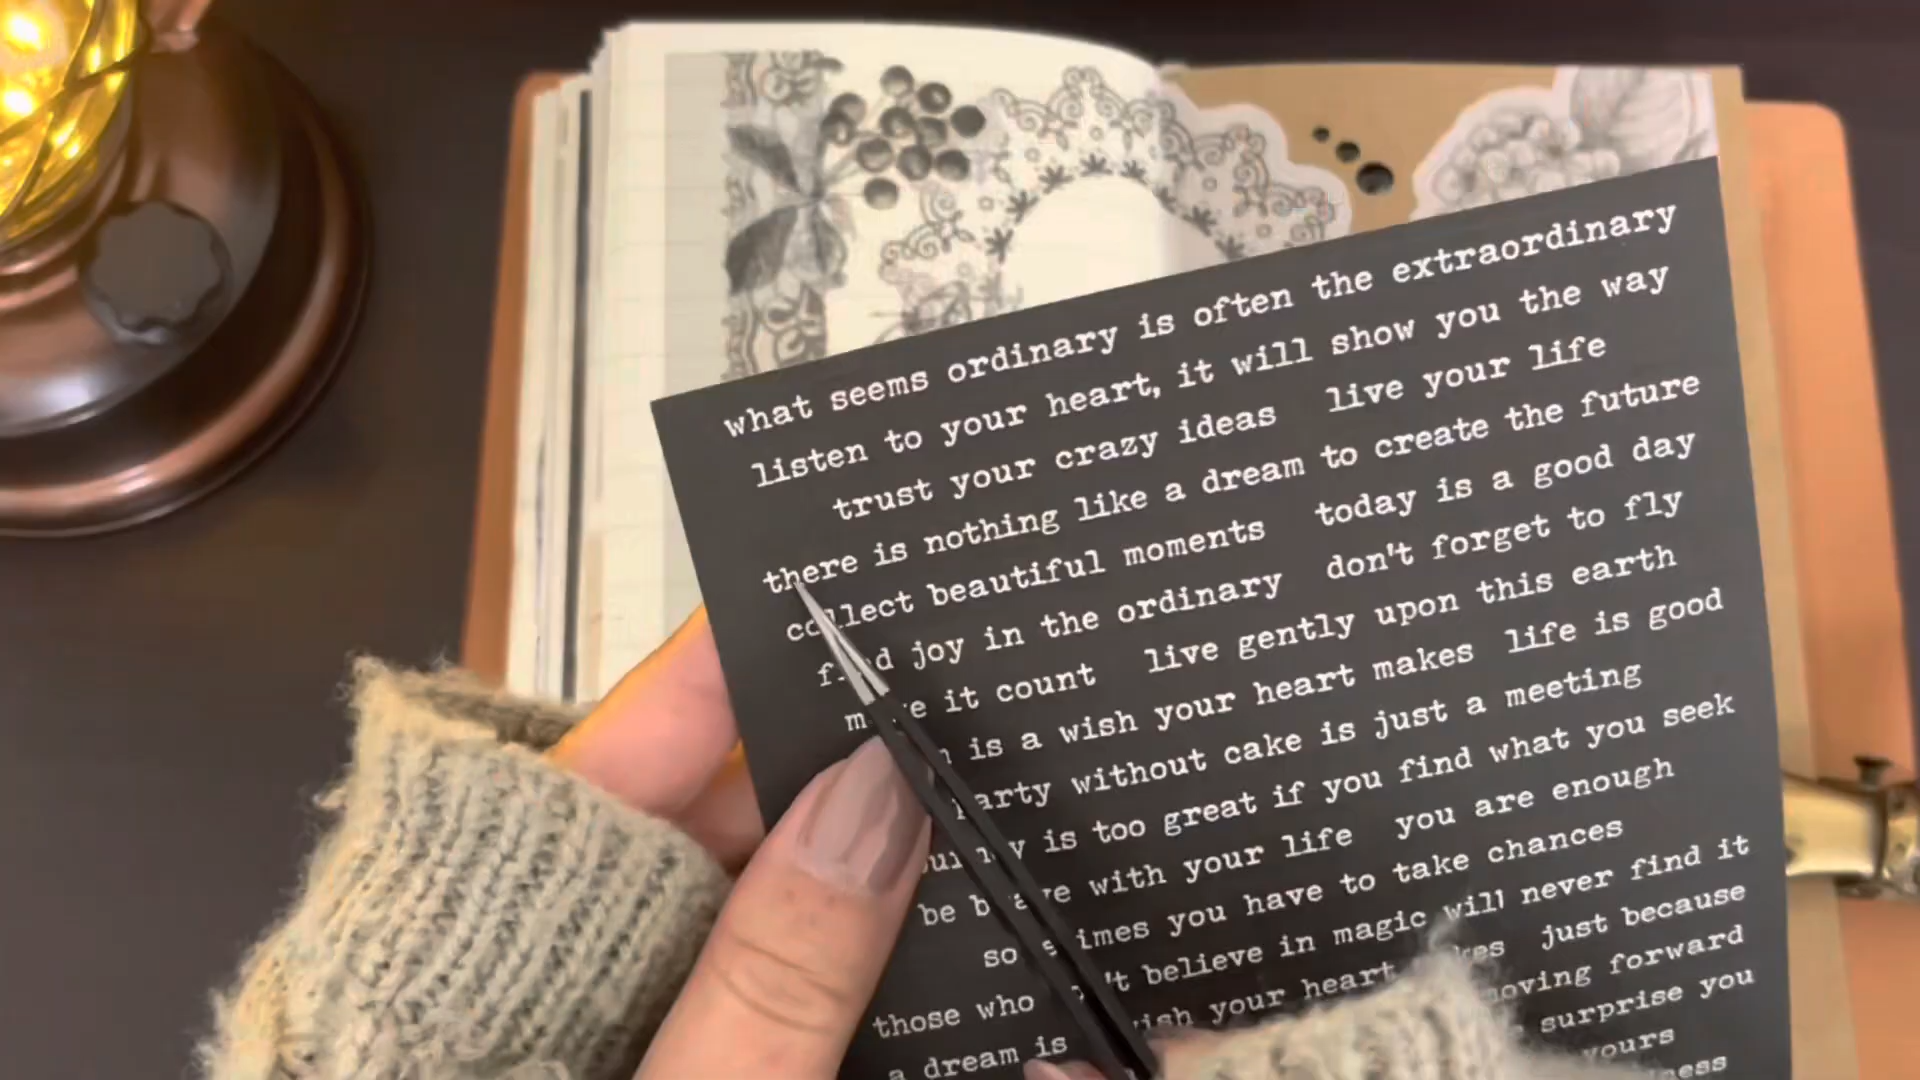 what seems ordinary is often the extraordinary
listen to your heart, it will show you the way
trust your crazy ideas live your life
there is nothing like a dream to create the future
collect beautiful moments today is a good day
find joy in the ordinary don't forget to fly
it count live gently upon this earth
is a wish your heart makes life is good
party without cake is just a meeting
is too great if you find what you seek
be brave with your life you are enough
sometimes you have to take chances
those who believe in magic will never find it
a dream is wish your heart just because
moving forward
surprise you
yours